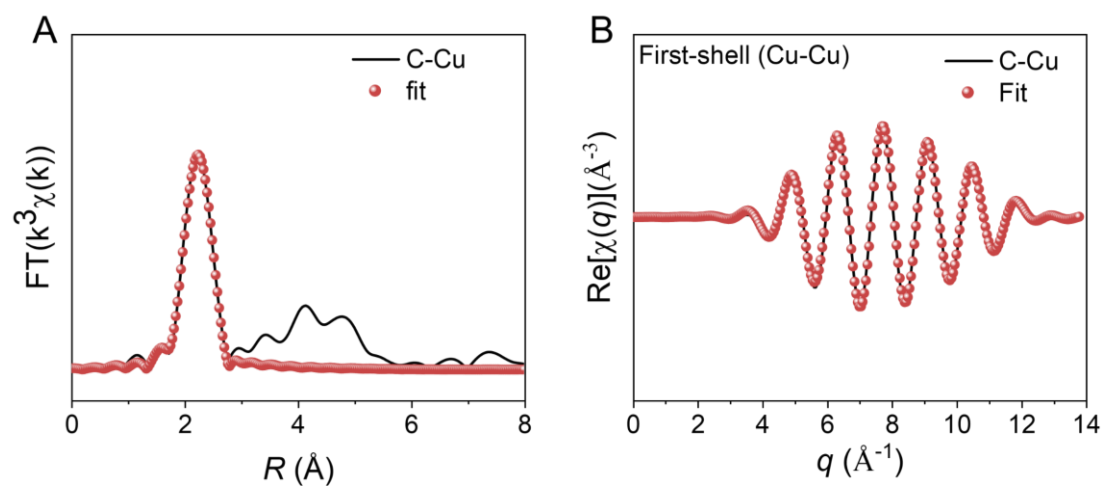 A
C-Cu
fit
FT(k³χ(k))
0 2 4 6 8
R (Å)
B
First-shell (Cu-Cu)
C-Cu
Fit
Re[χ(q)](Å⁻³)
0 2 4 6 8 10 12 14
q (Å⁻¹)